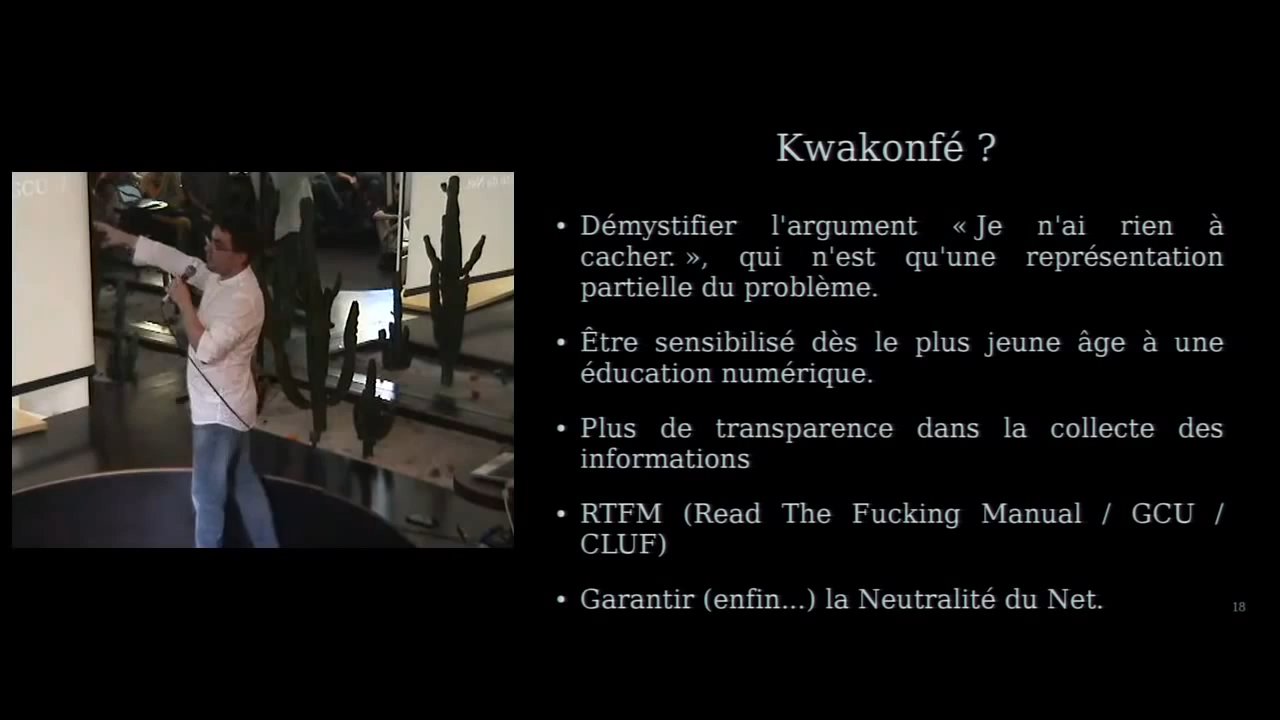 Kwakonfé ?
• Démystifier l'argument « Je n'ai rien à
cacher. », qui n'est qu'une représentation
partielle du problème.
• Être sensibilisé dès le plus jeune âge à une
éducation numérique.
• Plus de transparence dans la collecte des
informations
• RTFM (Read The Fucking Manual / GCU /
CLUF)
• Garantir (enfin...) la Neutralité du Net.
18
GCU /